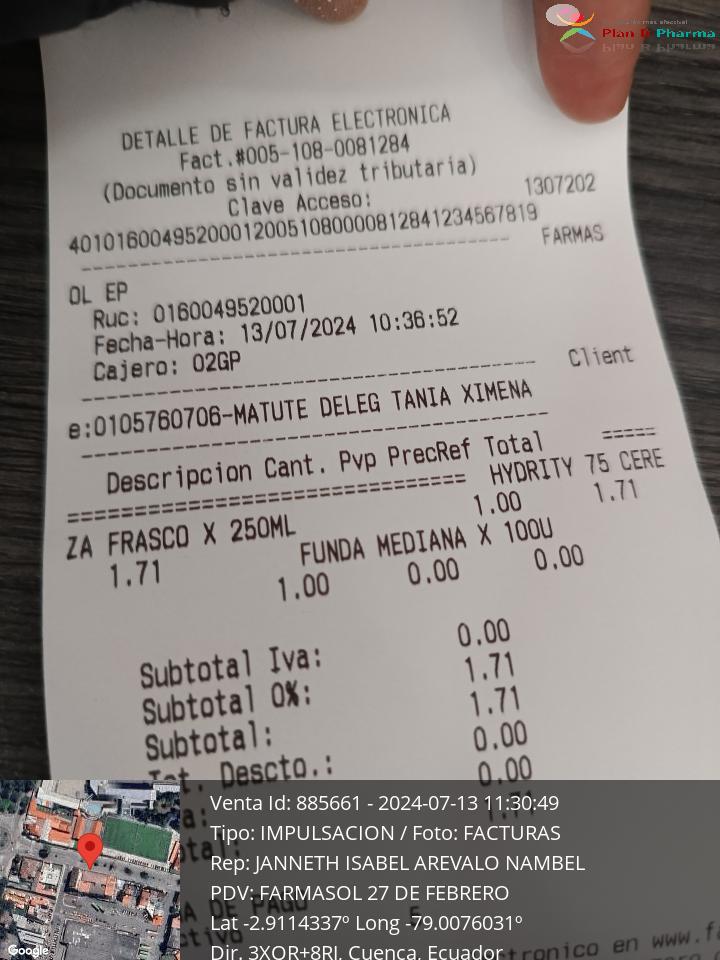 Plan B Pharma
DETALLE DE FACTURA ELECTRONICA
Fact.#005-108-0081284
(Documento sin validez tributaria)
Clave Acceso: 1307202
401016004952000120051080000812841234567819
------------------------------------ FARMAS
OL EP
Ruc: 0160049520001
Fecha-Hora: 13/07/2024 10:36:52
Cajero: 02GP
------------------------------------ Client
e:0105760706-MATUTE DELEG TANIA XIMENA
------------------------------------
Descripcion Cant. Pvp PrecRef Total =====
=============================== HYDRITY 75 CERE
ZA FRASCO X 250ML 1.00 1.71
1.71 FUNDA MEDIANA X 100U
1.00 0.00 0.00
Subtotal Iva: 0.00
Subtotal 0%: 1.71
Subtotal: 1.71
Tot. Descto.: 0.00
0.00
Venta Id: 885661 - 2024-07-13 11:30:49
Tipo: IMPULSACION / Foto: FACTURAS
Rep: JANNETH ISABEL AREVALO NAMBEL
PDV: FARMASOL 27 DE FEBRERO
Lat -2.9114337º Long -79.0076031º
Dir. 3XQR+8RJ, Cuenca, Ecuador
Google